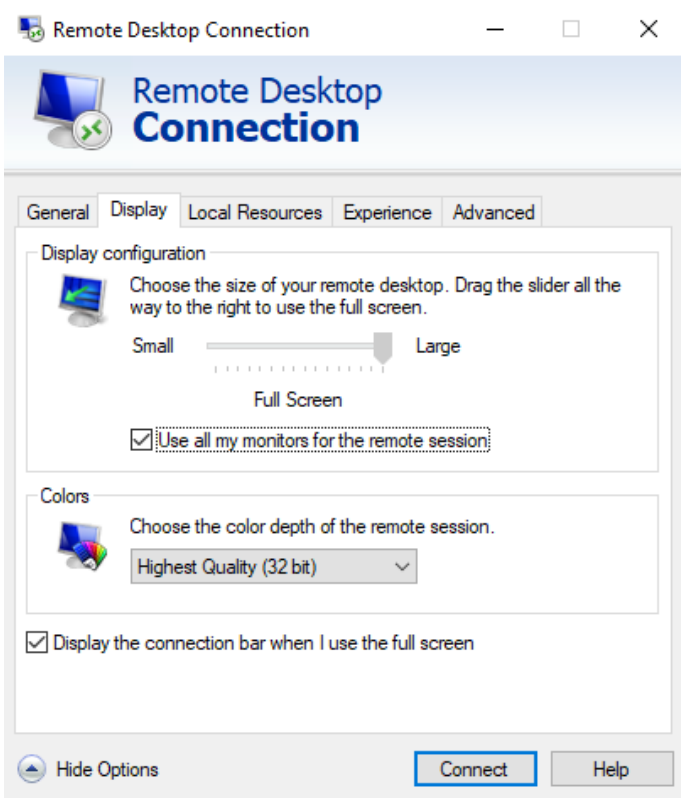 Remote Desktop Connection
Remote Desktop
Connection
General Display Local Resources Experience Advanced
Display configuration
Choose the size of your remote desktop. Drag the slider all the
way to the right to use the full screen.
Small Large
Full Screen
Use all my monitors for the remote session
Colors
Choose the color depth of the remote session.
Highest Quality (32 bit)
Display the connection bar when I use the full screen
Hide Options Connect Help